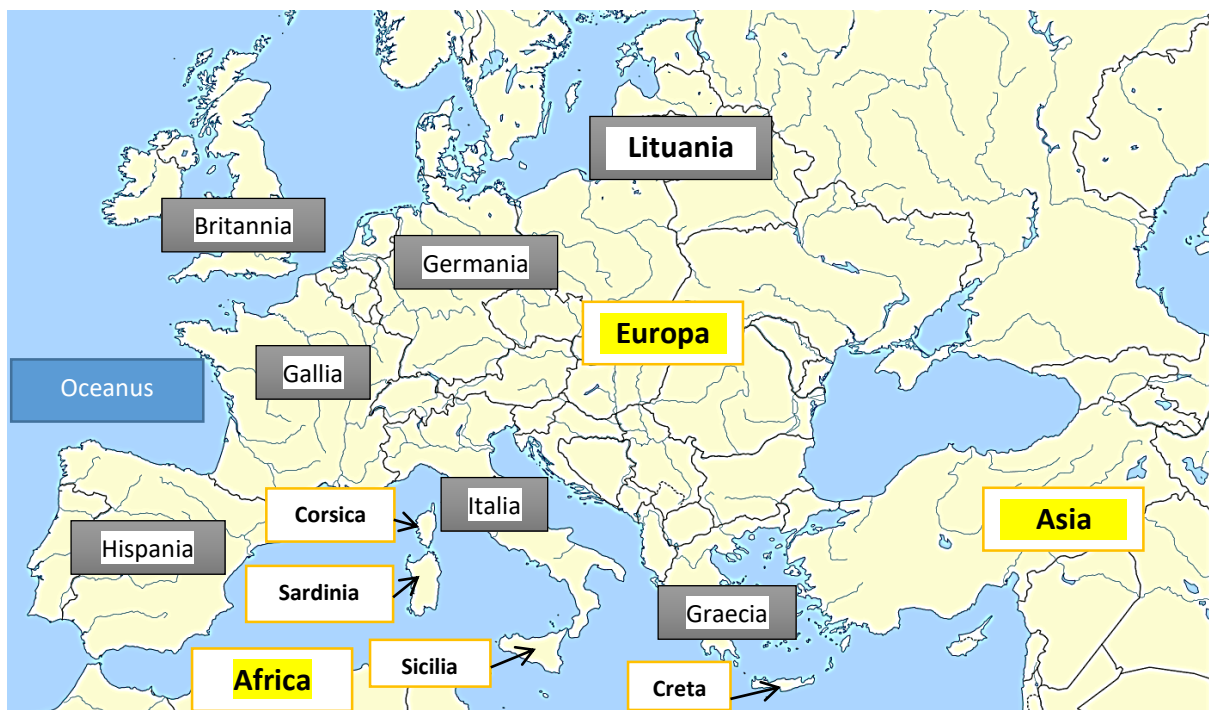 Lituania
Britannia
Germania
Europa
Gallia
Oceanus
Italia
Corsica
Asia
Hispania
Sardinia
Graecia
Sicilia
Africa
Creta